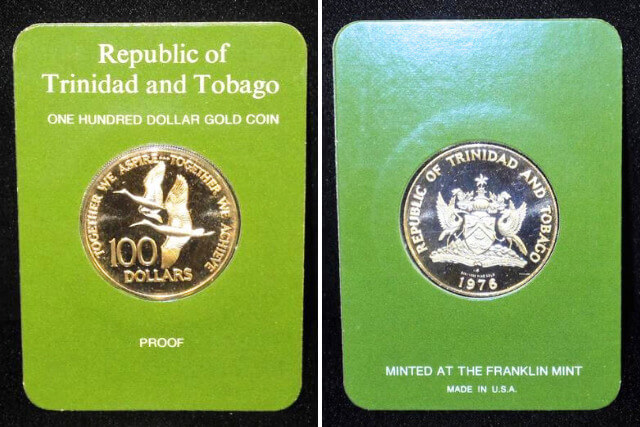 Republic of
Trinidad and Tobago
ONE HUNDRED DOLLAR GOLD COIN
TOGETHER WE ASPIRE--TOGETHER WE ACHIEVE
100
DOLLARS
PROOF
REPUBLIC OF TRINIDAD AND TOBAGO
1976
MINTED AT THE FRANKLIN MINT
MADE IN U.S.A.